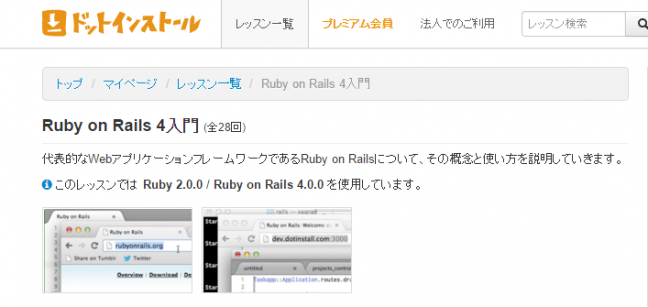 ドットインストール
レッスン一覧 プレミアム会員 法人でのご利用 レッスン検索
トップ / マイページ / レッスン一覧 / Ruby on Rails 4入門
Ruby on Rails 4入門 (全28回)
代表的なWebアプリケーションフレームワークであるRuby on Railsについて、その概念と使い方を説明していきます。
このレッスンでは Ruby 2.0.0 / Ruby on Rails 4.0.0 を使用しています。
Ruby on Rails
Ruby on Rails
rubyonrails.org
Share on Tumblr Twitter
Overview | Download
Star
Ruby on Rails: Welcome
dev.dotinstall.com:3000
Star
untitled
Taskapp::Application.routes.dr